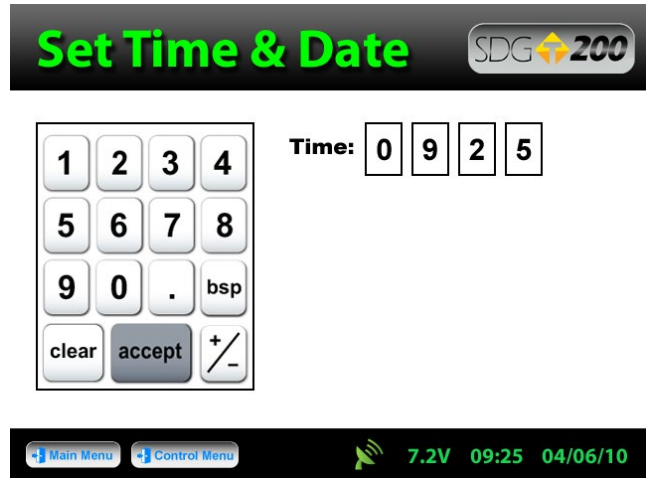 Set Time & Date
SDG T 200
Time: 0 9 2 5
1 2 3 4
5 6 7 8
9 0 . bsp
clear accept +/−
Main Menu Control Menu 7.2V 09:25 04/06/10